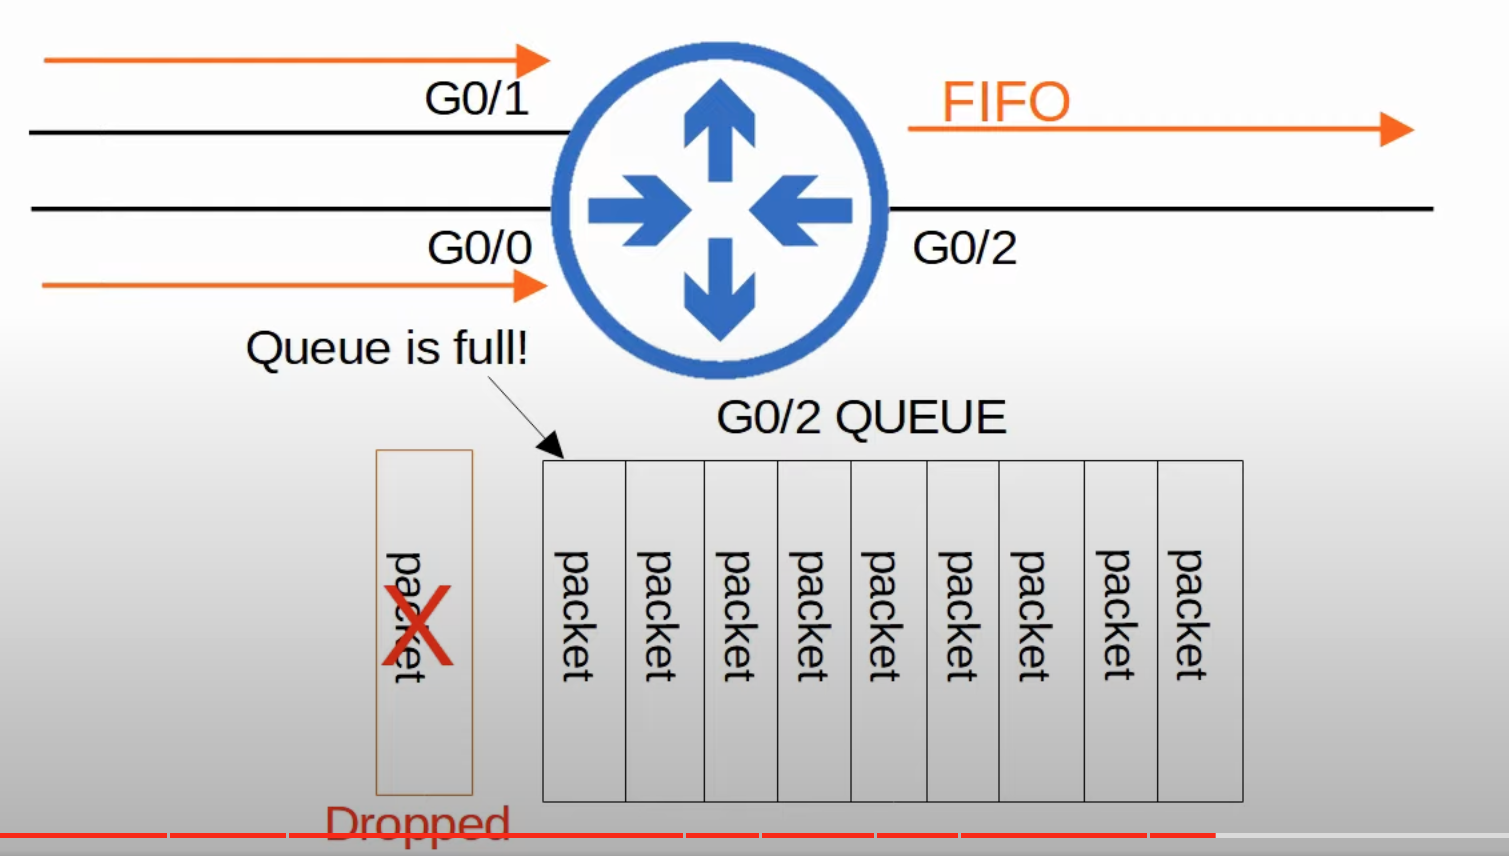 FIFO
G0/1
G0/0
G0/2
Queue is full!
G0/2 QUEUE
packet
X
packet
packet
packet
packet
packet
packet
packet
packet
packet
Dropped